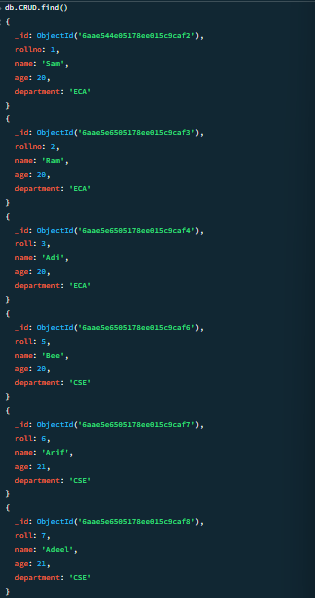 db.CRUD.find()
{
_id: ObjectId('6aae544e05178ee015c9caf2'),
rollno: 1,
name: 'Sam',
age: 20,
department: 'ECA'
}
{
_id: ObjectId('6aae5e6505178ee015c9caf3'),
rollno: 2,
name: 'Ram',
age: 20,
department: 'ECA'
}
{
_id: ObjectId('6aae5e6505178ee015c9caf4'),
roll: 3,
name: 'Adi',
age: 20,
department: 'ECA'
}
{
_id: ObjectId('6aae5e6505178ee015c9caf6'),
roll: 5,
name: 'Bee',
age: 20,
department: 'CSE'
}
{
_id: ObjectId('6aae5e6505178ee015c9caf7'),
roll: 6,
name: 'Arif',
age: 21,
department: 'CSE'
}
{
_id: ObjectId('6aae5e6505178ee015c9caf8'),
roll: 7,
name: 'Adeel',
age: 21,
department: 'CSE'
}